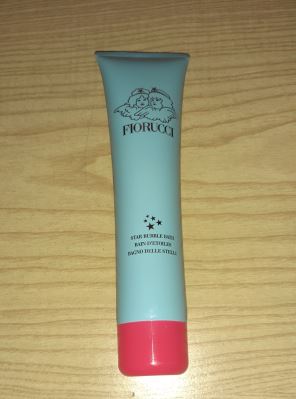 FIORUCCI
STAR BUBBLE BATH
BAIN D'ETOILES
BAGNO DELLE STELLE